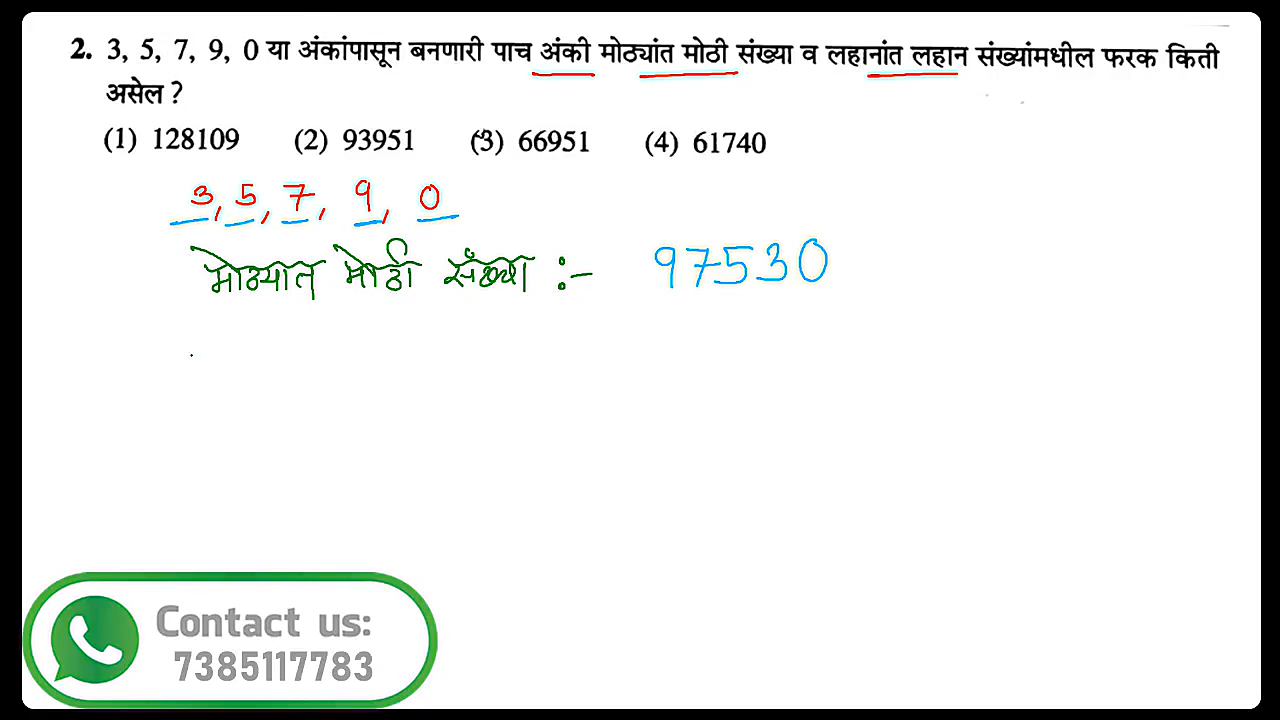 2. 3, 5, 7, 9, 0 या अंकांपासून बनणारी पाच अंकी मोठ्यांत मोठी संख्या व लहानांत लहान संख्यांमधील फरक किती
असेल ?
(1) 128109 (2) 93951 (3) 66951 (4) 61740
3, 5, 7, 9, 0
मोठ्यात मोठी संख्या :- 97530
Contact us:
7385117783